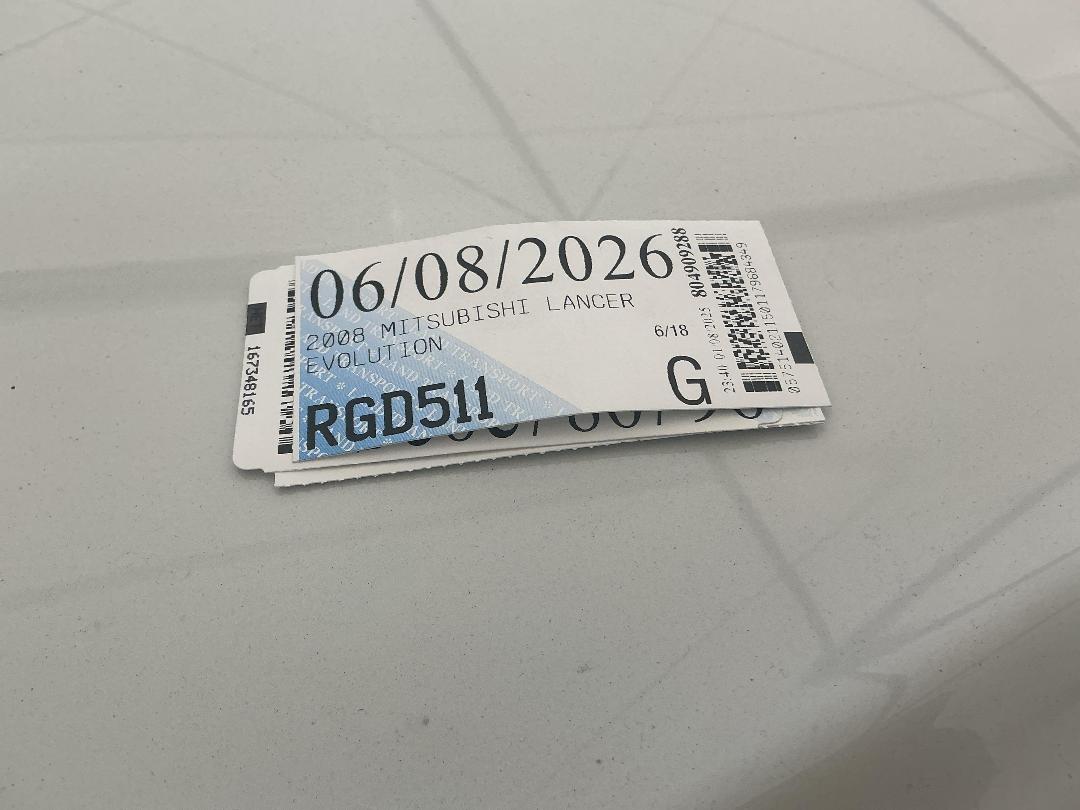 06/08/2026
2008 MITSUBISHI LANCER
EVOLUTION
RGD511
6/18
G
804909288
167348165